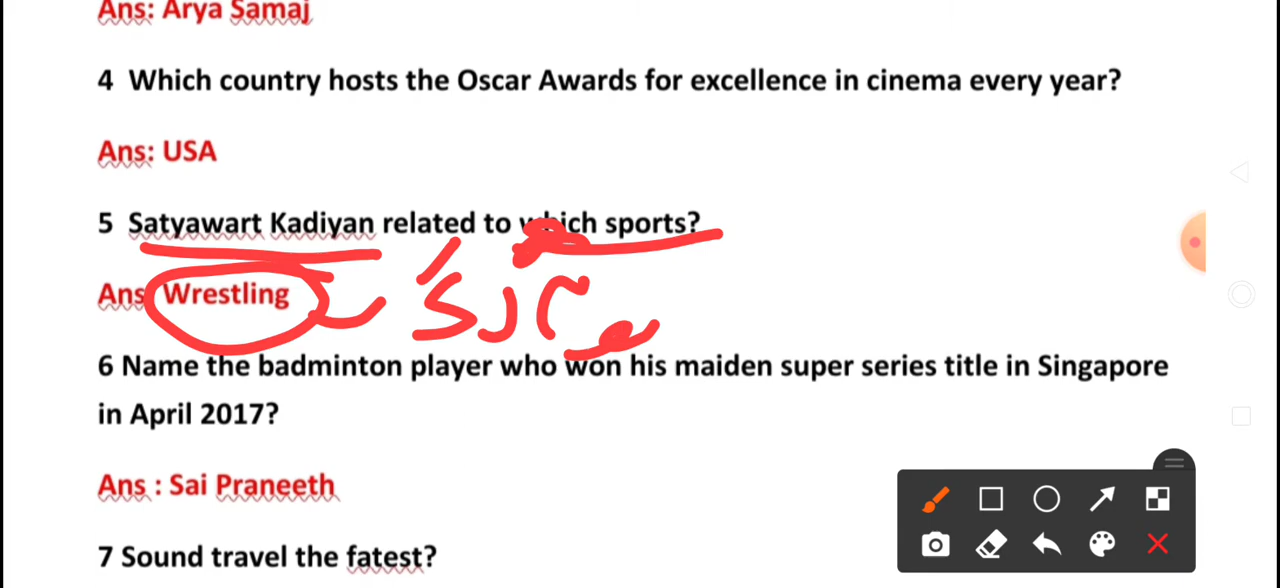 Ans: Arya Samaj
4 Which country hosts the Oscar Awards for excellence in cinema every year?
Ans: USA
5 Satyawart Kadiyan related to which sports?
Ans Wrestling
6 Name the badminton player who won his maiden super series title in Singapore
in April 2017?
Ans : Sai Praneeth
7 Sound travel the fatest?